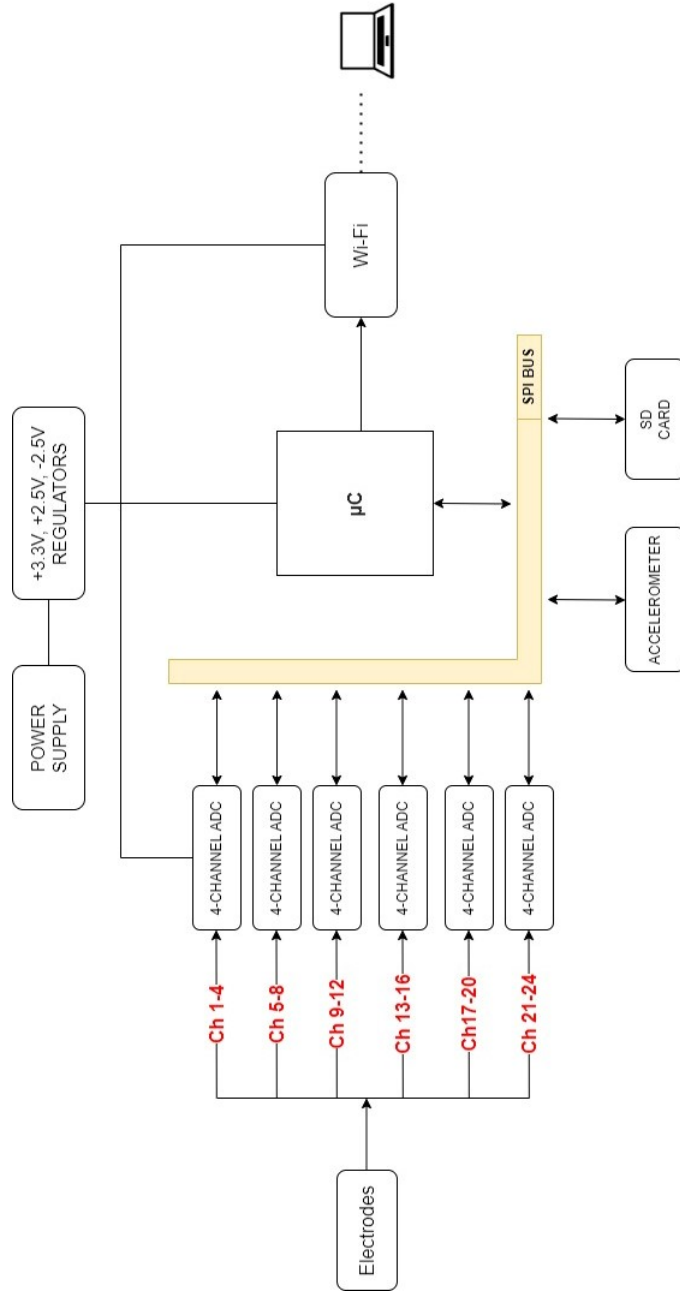 POWER
SUPPLY
+3.3V, +2.5V, -2.5V
REGULATORS
Electrodes
Ch 1-4
Ch 5-8
Ch 9-12
Ch 13-16
Ch17-20
Ch 21-24
4-CHANNEL ADC
4-CHANNEL ADC
4-CHANNEL ADC
4-CHANNEL ADC
4-CHANNEL ADC
4-CHANNEL ADC
µC
Wi-Fi
SPI BUS
ACCELEROMETER
SD
CARD